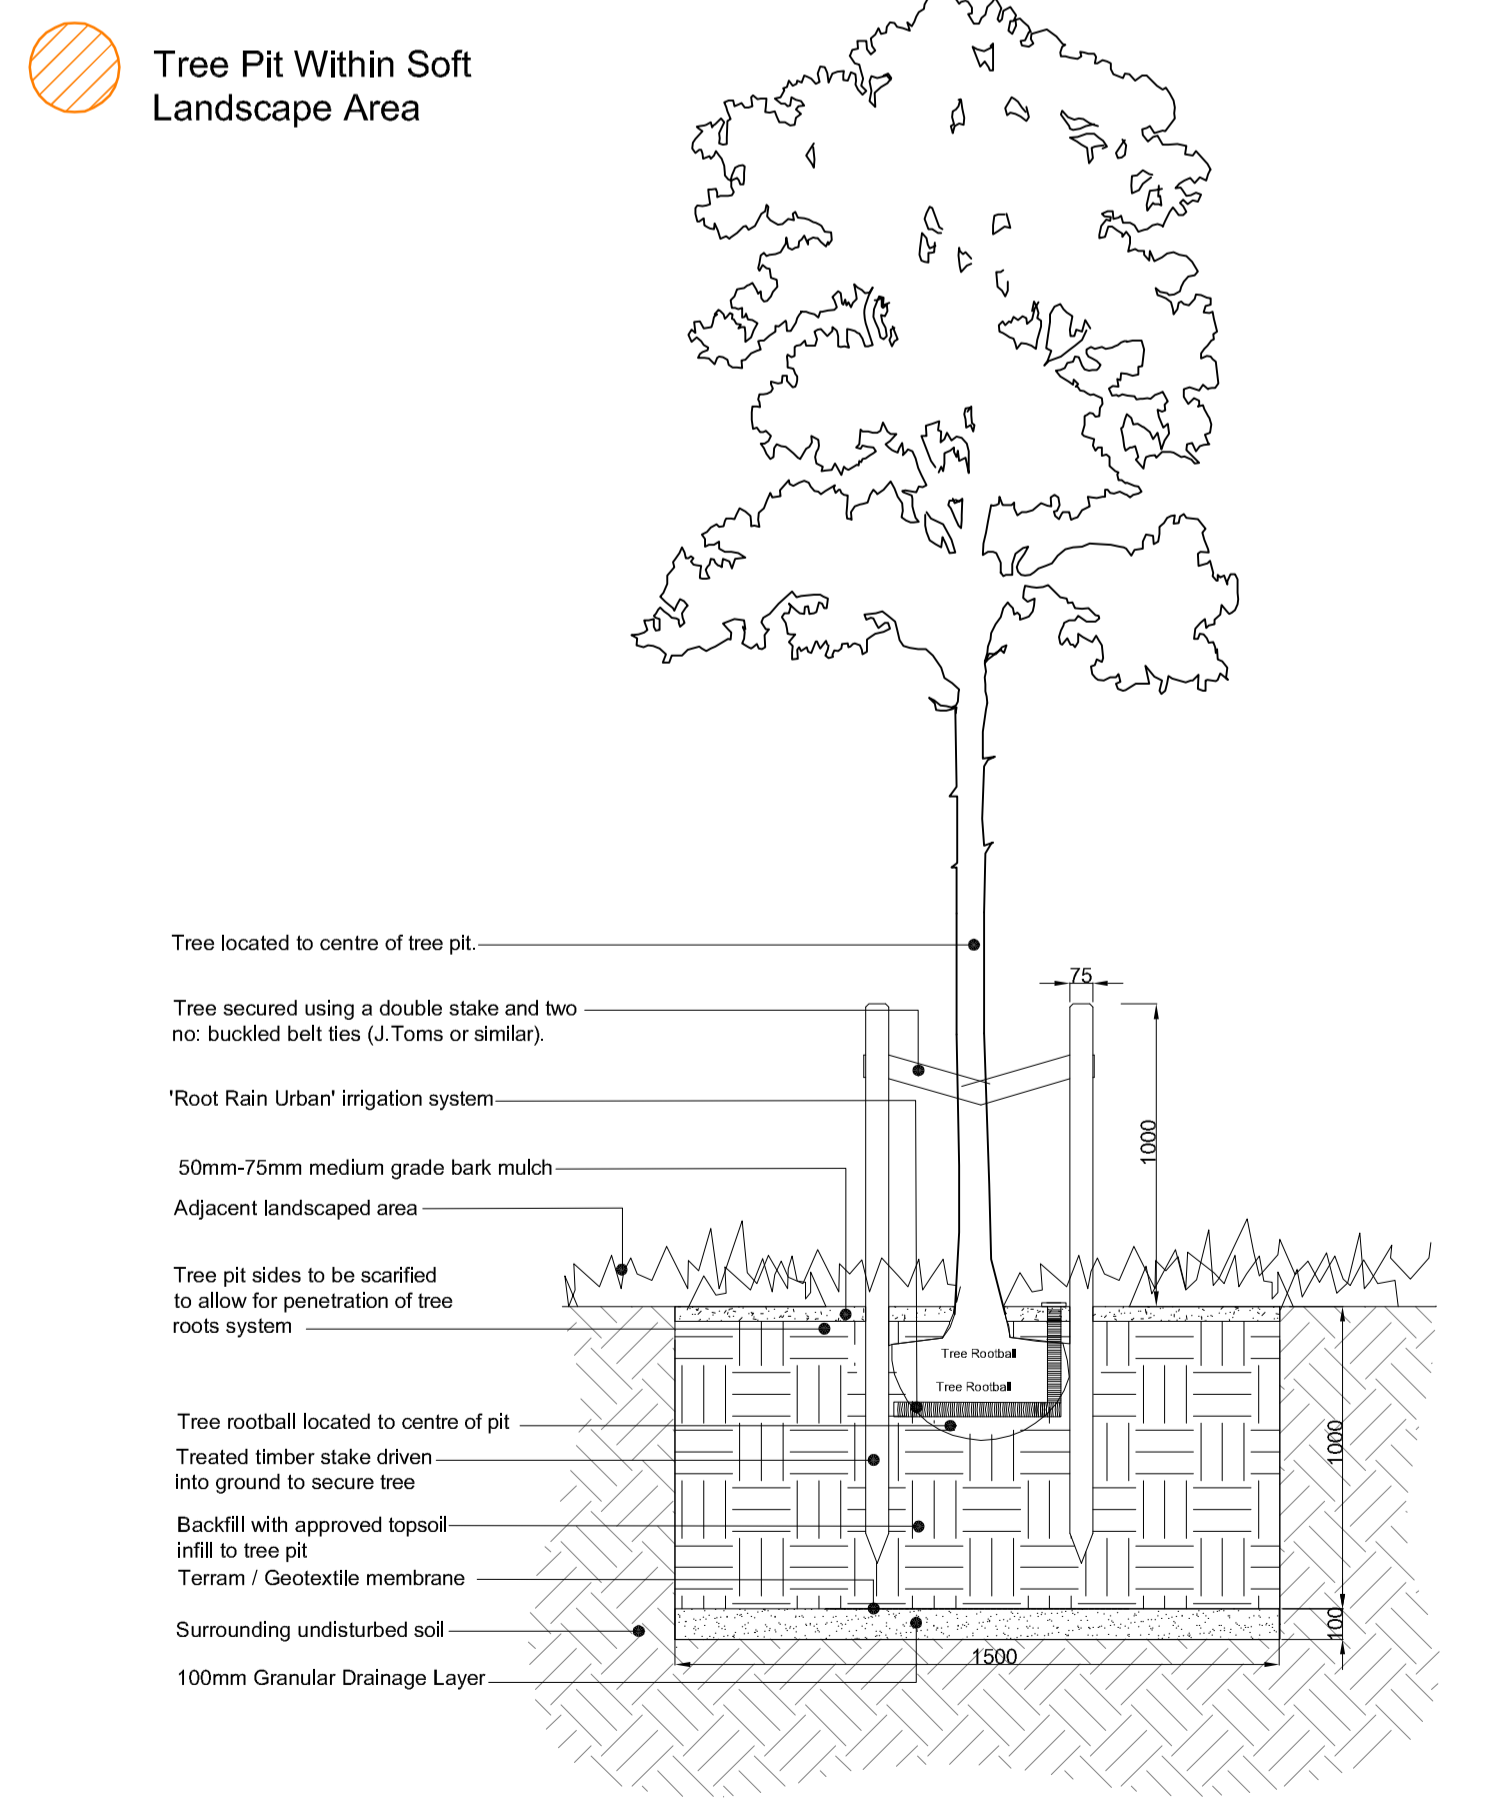 Tree Pit Within Soft
Landscape Area
Tree located to centre of tree pit.
75
Tree secured using a double stake and two
no: buckled belt ties (J.Toms or similar).
'Root Rain Urban' irrigation system
1000
50mm-75mm medium grade bark mulch
Adjacent landscaped area
Tree pit sides to be scarified
to allow for penetration of tree
roots system
Tree Rootball
Tree Rootball
Tree rootball located to centre of pit
1000
Treated timber stake driven
into ground to secure tree
Backfill with approved topsoil
infill to tree pit
Terram / Geotextile membrane
100
Surrounding undisturbed soil
1500
100mm Granular Drainage Layer